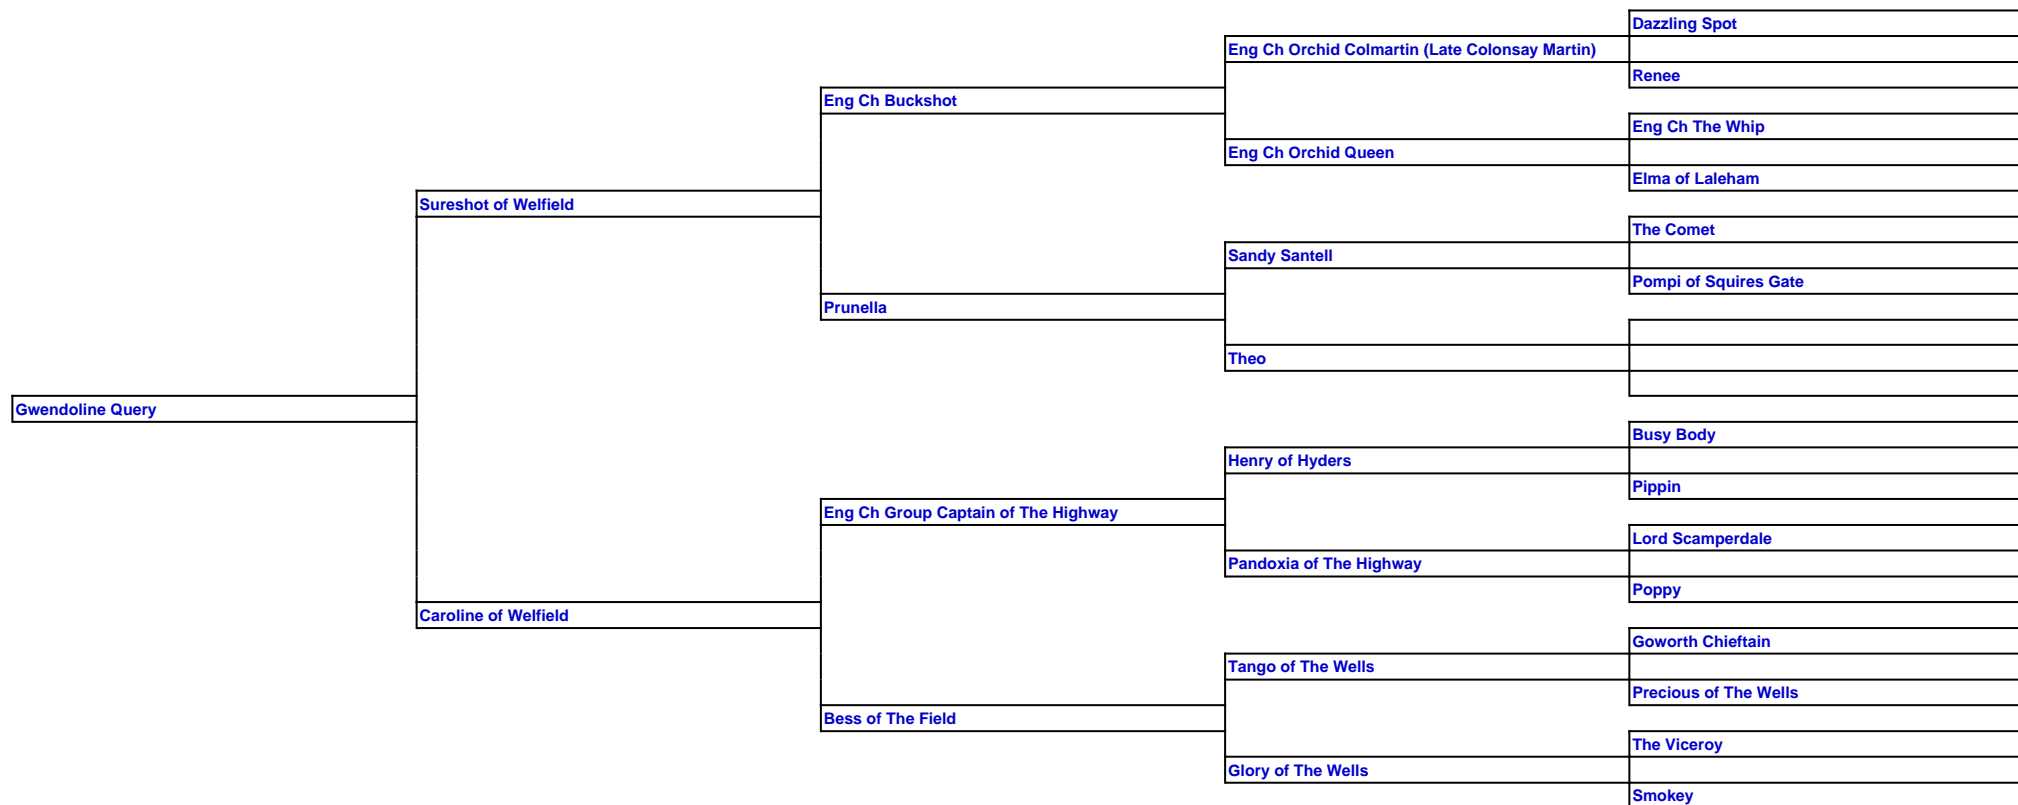 Dazzling Spot
Eng Ch Orchid Colmartin (Late Colonsay Martin)
Renee
Eng Ch Buckshot
Eng Ch The Whip
Eng Ch Orchid Queen
Elma of Laleham
Sureshot of Welfield
The Comet
Sandy Santell
Pompi of Squires Gate
Prunella
Theo
Gwendoline Query
Busy Body
Henry of Hyders
Pippin
Eng Ch Group Captain of The Highway
Lord Scamperdale
Pandoxia of The Highway
Poppy
Caroline of Welfield
Goworth Chieftain
Tango of The Wells
Precious of The Wells
Bess of The Field
The Viceroy
Glory of The Wells
Smokey